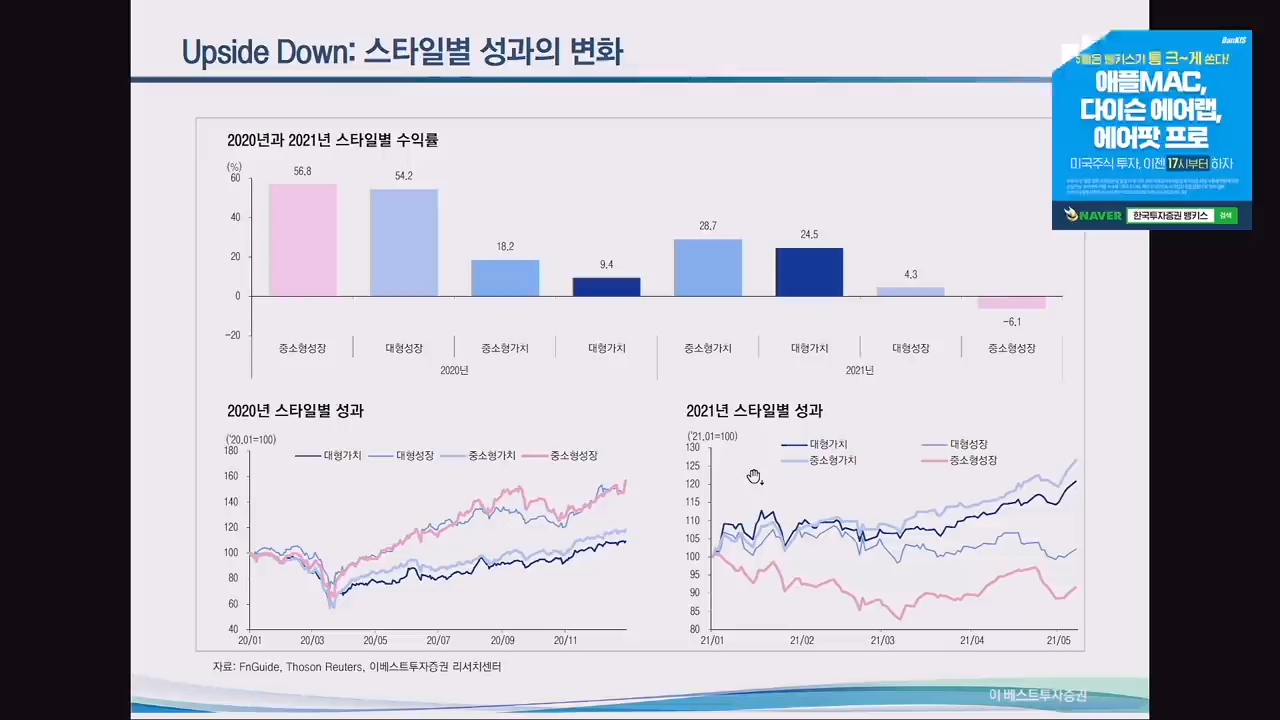 Upside Down: 스타일별 성과의 변화
BanKIS
통 크~게 쏜다!
애플MAC,
다이슨 에어랩,
에어팟 프로
미국주식 투자, 이젠 17시부터 하자
NAVER 한국투자증권 뱅키스 검색
2020년과 2021년 스타일별 수익률
(%)
60
40
20
0
-20
56.8
54.2
18.2
9.4
28.7
24.5
4.3
-6.1
중소형성장 대형성장 중소형가치 대형가치 중소형가치 대형가치 대형성장 중소형성장
2020년 2021년
2020년 스타일별 성과
('20.01=100)
대형가치 대형성장 중소형가치 중소형성장
180
160
140
120
100
80
60
40
20/01 20/03 20/05 20/07 20/09 20/11
2021년 스타일별 성과
('21.01=100)
대형가치 대형성장
중소형가치 중소형성장
130
125
120
115
110
105
100
95
90
85
80
21/01 21/02 21/03 21/04 21/05
자료: FnGuide, Thoson Reuters, 이베스트투자증권 리서치센터
이베스트투자증권